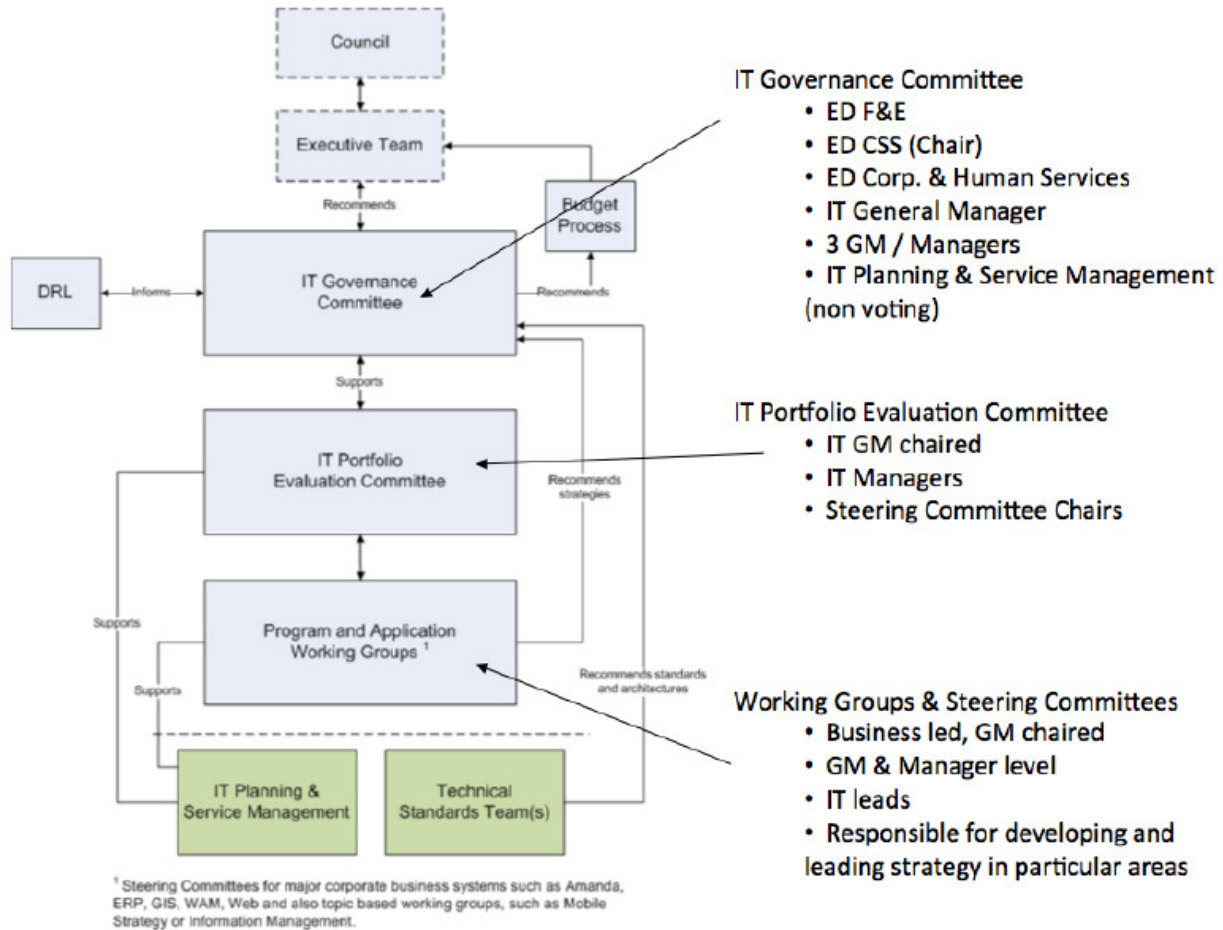 Council
Executive Team
Recommends
Budget
Process
DRL
Informs
IT Governance
Committee
Recommends
Supports
IT Portfolio
Evaluation Committee
Recommends
strategies
Supports
Program and Application
Working Groups ¹
Supports
Recommends standards
and architectures
IT Planning &
Service Management
Technical
Standards Team(s)
¹ Steering Committees for major corporate business systems such as Amanda,
ERP, GIS, WAM, Web and also topic based working groups, such as Mobile
Strategy or Information Management.
IT Governance Committee
• ED F&E
• ED CSS (Chair)
• ED Corp. & Human Services
• IT General Manager
• 3 GM / Managers
• IT Planning & Service Management
(non voting)
IT Portfolio Evaluation Committee
• IT GM chaired
• IT Managers
• Steering Committee Chairs
Working Groups & Steering Committees
• Business led, GM chaired
• GM & Manager level
• IT leads
• Responsible for developing and
leading strategy in particular areas